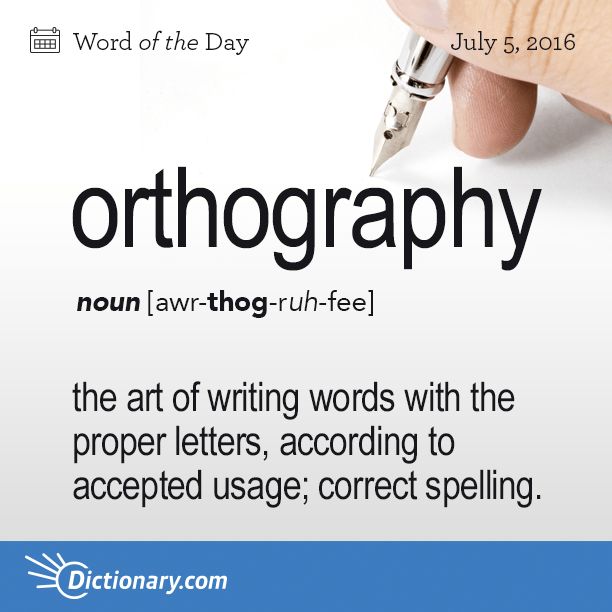 Word of the Day
July 5, 2016
orthography
noun [awr-thog-ruh-fee]
the art of writing words with the
proper letters, according to
accepted usage; correct spelling.
Dictionary.com